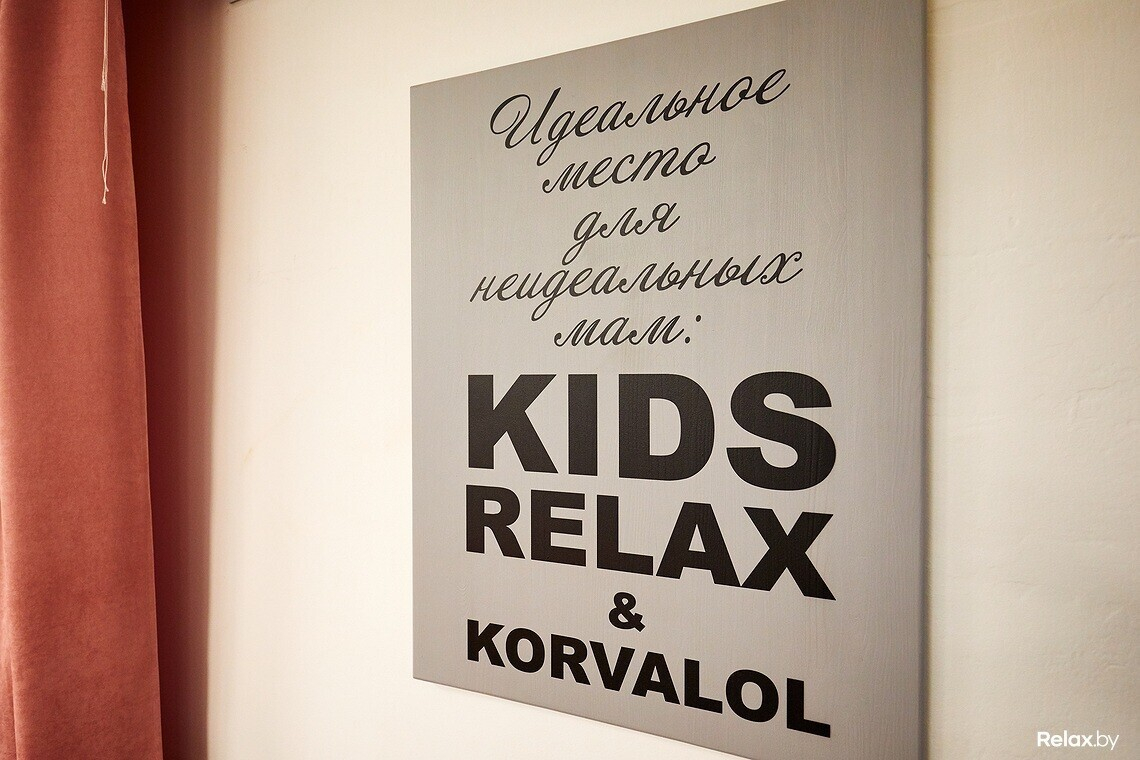 Идеальное
место
для
неидеальных
мам:
KIDS
RELAX
&
KORVALOL
Relax.by